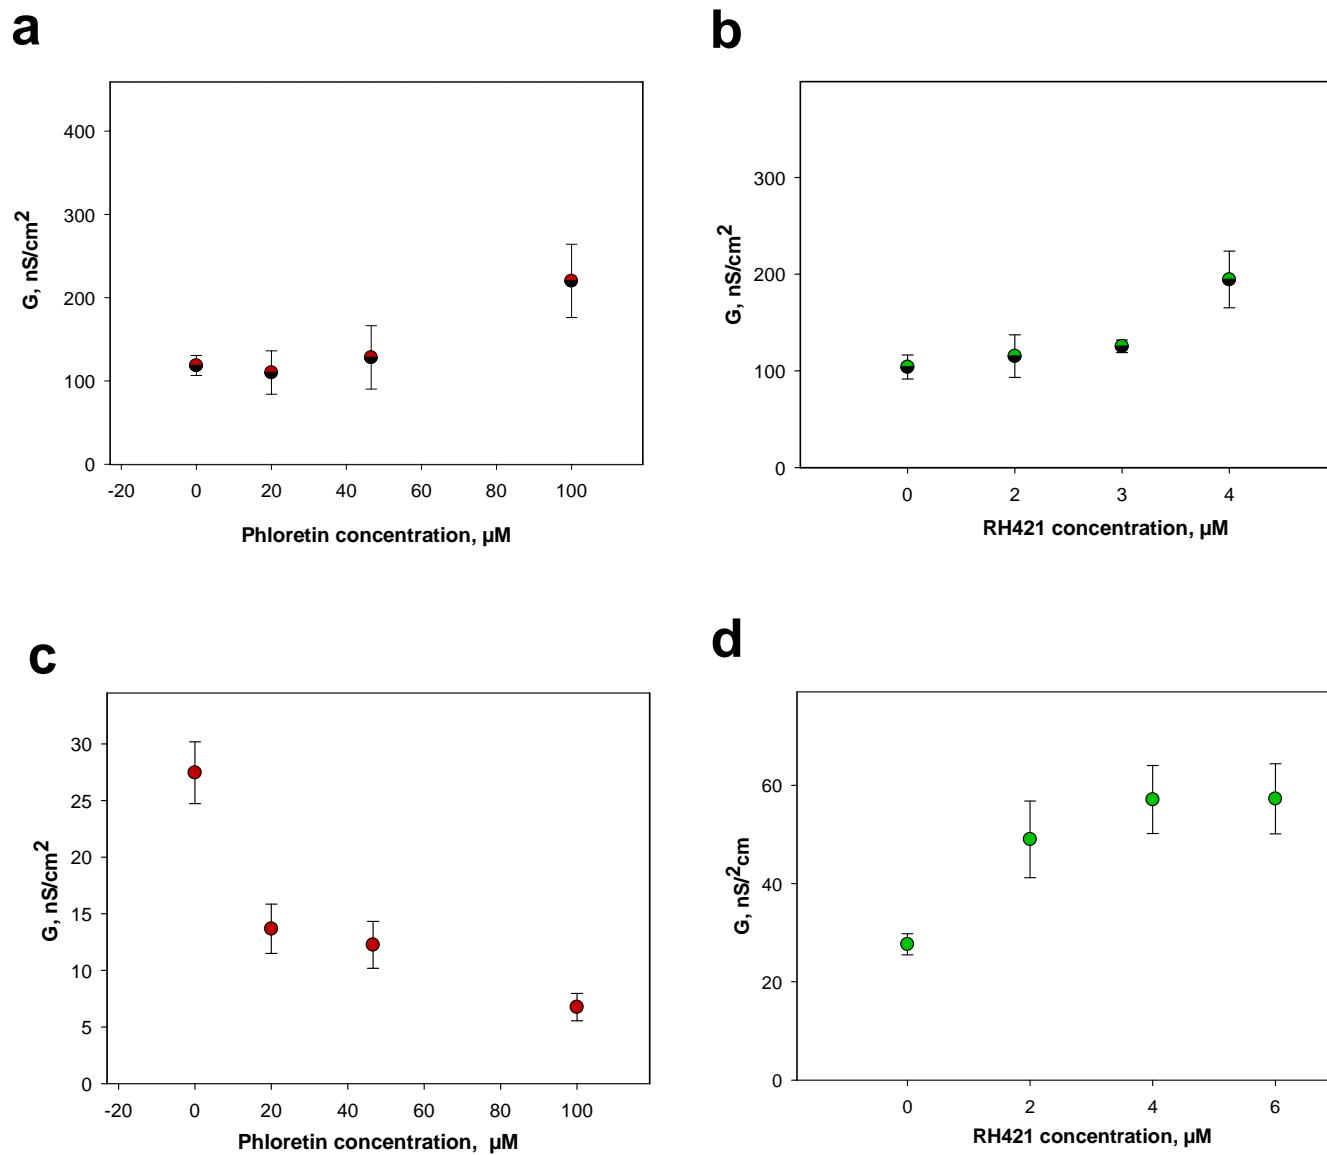 a
400
300
200
100
0
G, nS/cm2
-20 0 20 40 60 80 100
Phloretin concentration, µM
b
300
200
100
0
G, nS/cm2
0 2 3 4
RH421 concentration, µM
c
30
25
20
15
10
5
0
G, nS/cm2
-20 0 20 40 60 80 100
Phloretin concentration, µM
d
60
40
20
0
G, nS/2cm
0 2 4 6
RH421 concentration, µM